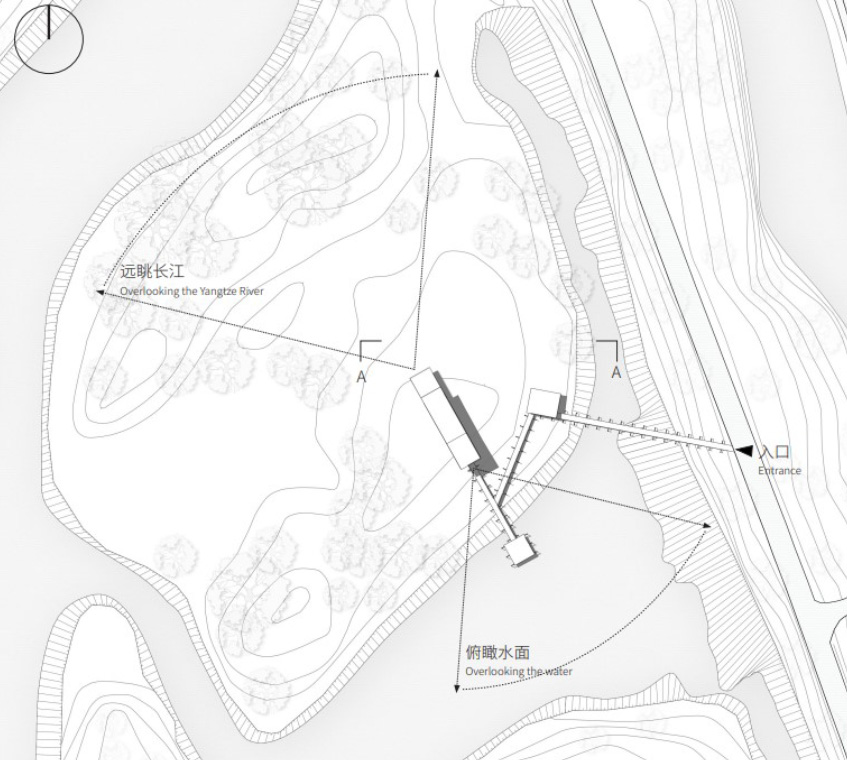 远眺长江
Overlooking the Yangtze River
A
A
入口
Entrance
俯瞰水面
Overlooking the water